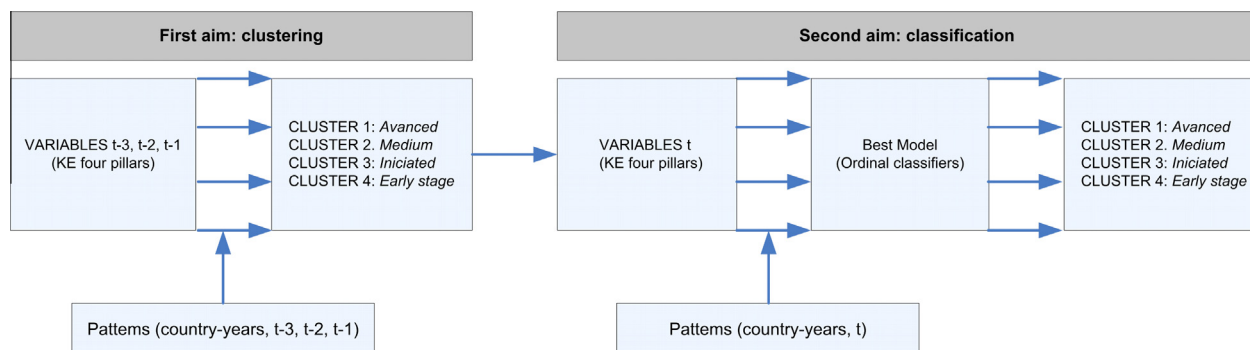 First aim: clustering
VARIABLES t-3, t-2, t-1
(KE four pillars)
CLUSTER 1: Avanced
CLUSTER 2. Medium
CLUSTER 3: Iniciated
CLUSTER 4: Early stage
Pattems (country-years, t-3, t-2, t-1)
Second aim: classification
VARIABLES t
(KE four pillars)
Best Model
(Ordinal classifiers)
CLUSTER 1: Avanced
CLUSTER 2. Medium
CLUSTER 3: Iniciated
CLUSTER 4: Early stage
Pattems (country-years, t)